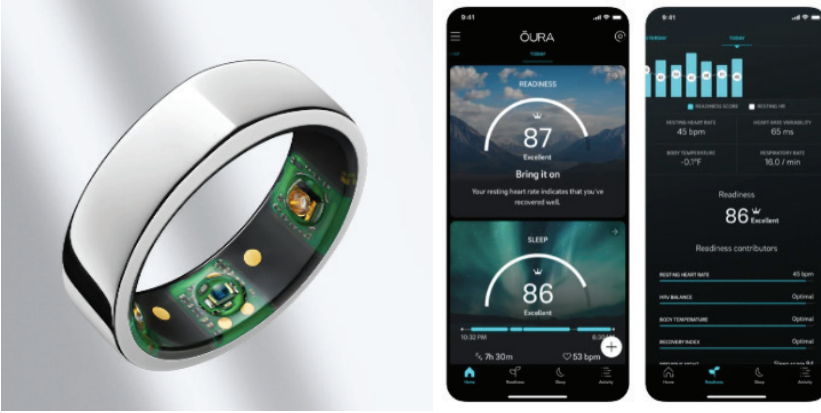 9:41
ŌURA
TODAY
READINESS
87
Excellent
Bring it on
Your resting heart rate indicates that you've
recovered well.
SLEEP
86
Excellent
10:32 PM
7h 30m
53 bpm
Home
Readiness
Sleep
Activity
9:41
TODAY
READINESS SCORE
RESTING HR
RESTING HEART RATE
45 bpm
HEART RATE VARIABILITY
65 ms
BODY TEMPERATURE
-0.1°F
RESPIRATORY RATE
16.0 / min
Readiness
86 Excellent
Readiness contributors
RESTING HEART RATE 45 bpm
HRV BALANCE Optimal
BODY TEMPERATURE Optimal
RECOVERY INDEX Optimal
Home
Readiness
Sleep
Activity